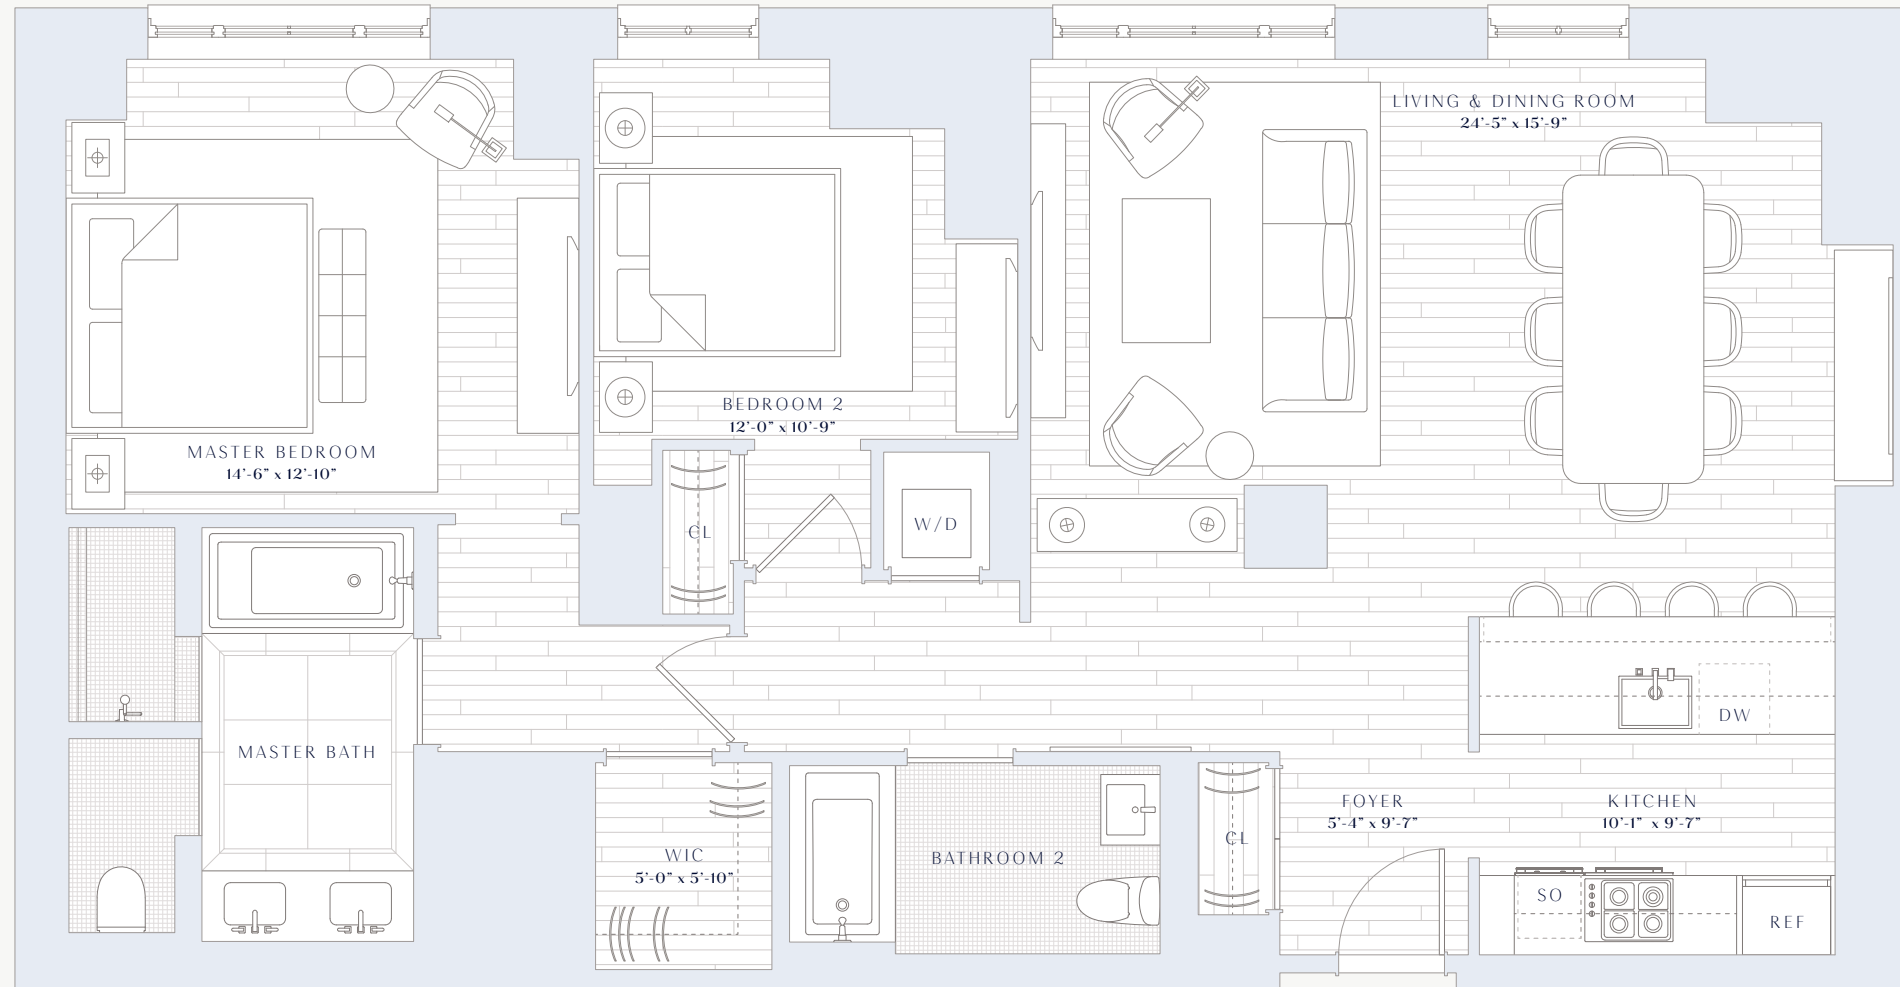 LIVING & DINING ROOM
24'-5" x 15'-9"
BEDROOM 2
12'-0" x 10'-9"
MASTER BEDROOM
14'-6" x 12'-10"
CL
W/D
DW
MASTER BATH
FOYER
5'-4" x 9'-7"
KITCHEN
10'-1" x 9'-7"
CL
WIC
5'-0" x 5'-10"
BATHROOM 2
SO
REF